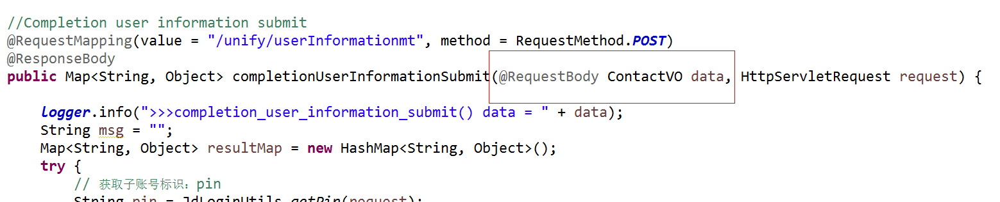 //Completion user information submit
@RequestMapping(value = "/unify/userInformationmt", method = RequestMethod.POST)
@ResponseBody
public Map<String, Object> completionUserInformationSubmit(@RequestBody ContactVO data, HttpServletRequest request) {
logger.info(">>>completion_user_information_submit() data = " + data);
String msg = "";
Map<String, Object> resultMap = new HashMap<String, Object>();
try {
// 获取子账号标识：pin
String pin = JdLoginUtils.getPin(request);